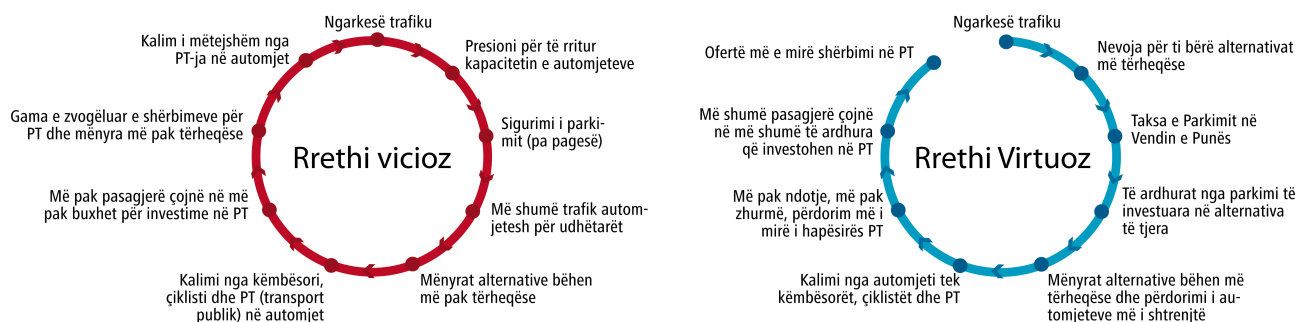 Ngarkesë trafiku
Presioni për të rritur
kapacitetin e automjeteve
Sigurimi i parki-
mit (pa pagesë)
Më shumë trafik autom-
jetesh për udhëtarët
Mënyrat alternative bëhen
më pak tërheqëse
Kalimi nga këmbësori,
çiklisti dhe PT (transport
publik) në automjet
Më pak pasagjerë çojnë në më
pak buxhet për investime në PT
Gama e zvogëluar e shërbimeve për
PT dhe mënyra më pak tërheqëse
Kalim i mëtejshëm nga
PT-ja në automjet
Rrethi vicioz
Ngarkesë trafiku
Nevoja për ti bërë alternativat
më tërheqëse
Taksa e Parkimit në
Vendin e Punës
Të ardhurat nga parkimi të
investuara në alternativa
të tjera
Mënyrat alternative bëhen më
tërheqëse dhe përdorimi i au-
tomjeteve më i shtrenjtë
Kalimi nga automjeti tek
këmbësorët, çiklistët dhe PT
Më pak ndotje, më pak
zhurmë, përdorim më i
mirë i hapësirës PT
Më shumë pasagjerë çojnë
në më shumë të ardhura
që investohen në PT
Ofertë më e mirë shërbimi në PT
Rrethi Virtuoz